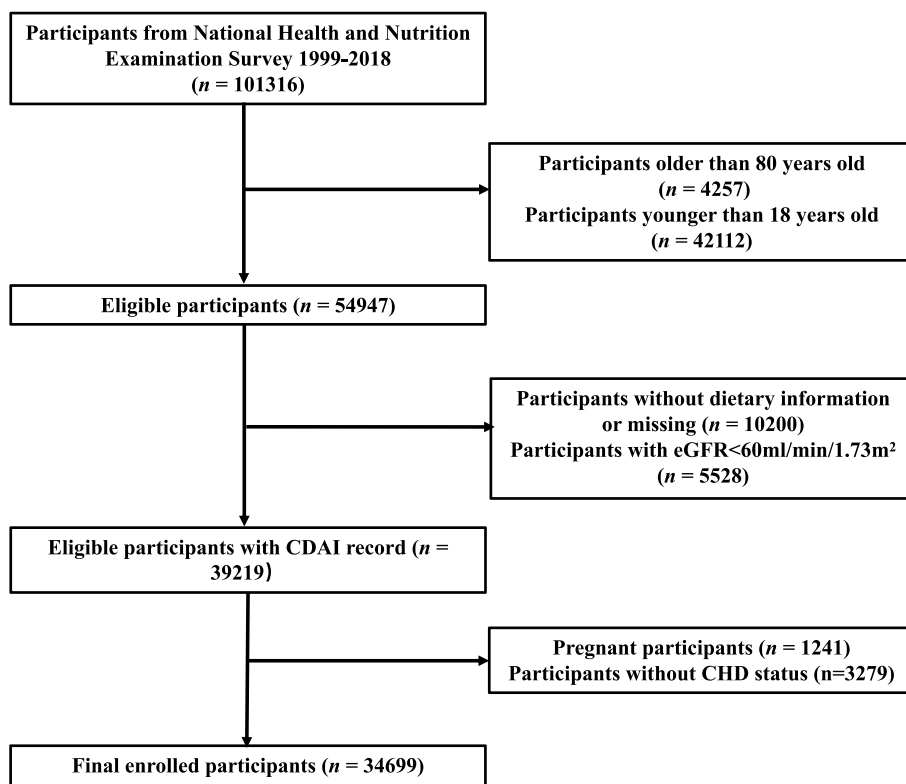 Participants from National Health and Nutrition
Examination Survey 1999-2018
(n = 101316)
Participants older than 80 years old
(n = 4257)
Participants younger than 18 years old
(n = 42112)
Eligible participants (n = 54947)
Participants without dietary information
or missing (n = 10200)
Participants with eGFR<60ml/min/1.73m²
(n = 5528)
Eligible participants with CDAI record (n =
39219)
Pregnant participants (n = 1241)
Participants without CHD status (n=3279)
Final enrolled participants (n = 34699)